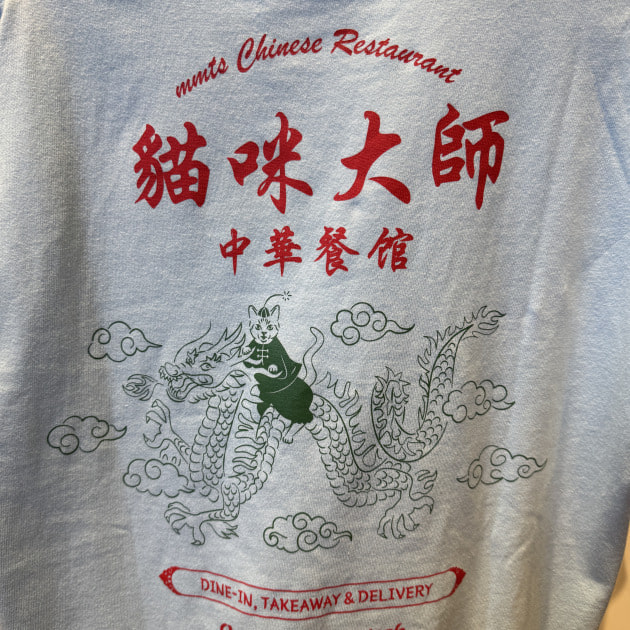 mmts Chinese Restaurant
貓咪大師
中華餐馆
DINE-IN, TAKEAWAY & DELIVERY